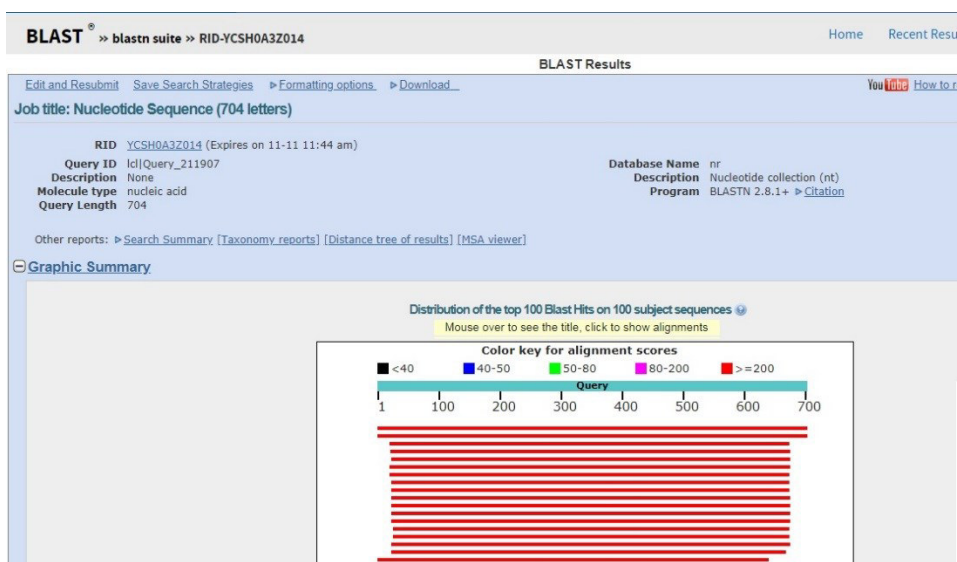 BLAST ® » blastn suite » RID-YCSH0A3Z014
Home Recent Resu
BLAST Results
Edit and Resubmit Save Search Strategies ▶Formatting options ▶Download
YouTube How to r
Job title: Nucleotide Sequence (704 letters)
RID YCSH0A3Z014 (Expires on 11-11 11:44 am)
Query ID lcl|Query_211907
Description None
Molecule type nucleic acid
Query Length 704
Database Name nr
Description Nucleotide collection (nt)
Program BLASTN 2.8.1+ ▶Citation
Other reports: ▶Search Summary [Taxonomy reports] [Distance tree of results] [MSA viewer]
Graphic Summary
Distribution of the top 100 Blast Hits on 100 subject sequences
Mouse over to see the title, click to show alignments
Color key for alignment scores
<40 40-50 50-80 80-200 >=200
Query
1 100 200 300 400 500 600 700